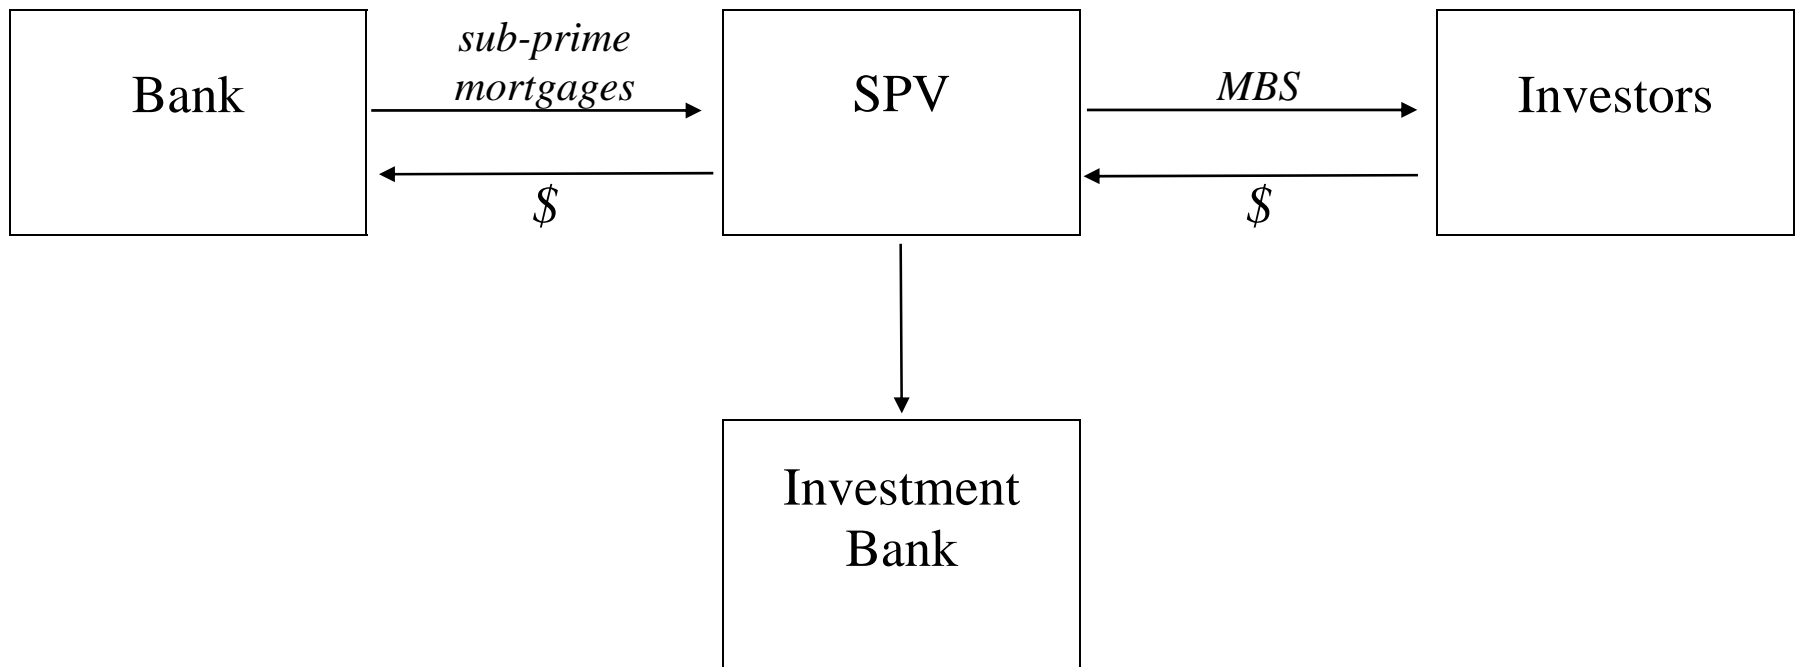 Bank
sub-prime
mortgages
$
SPV
MBS
$
Investors
Investment
Bank